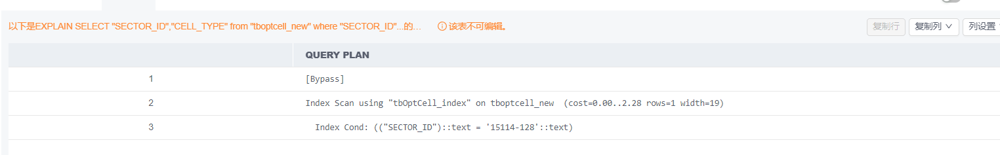 以下是EXPLAIN SELECT "SECTOR_ID","CELL_TYPE" from "tboptcell_new" where "SECTOR_ID"...的... 该表不可编辑。 复制行 复制列 列设置
QUERY PLAN
1 [Bypass]
2 Index Scan using "tbOptCell_index" on tboptcell_new (cost=0.00..2.28 rows=1 width=19)
3 Index Cond: (("SECTOR_ID")::text = '15114-128'::text)